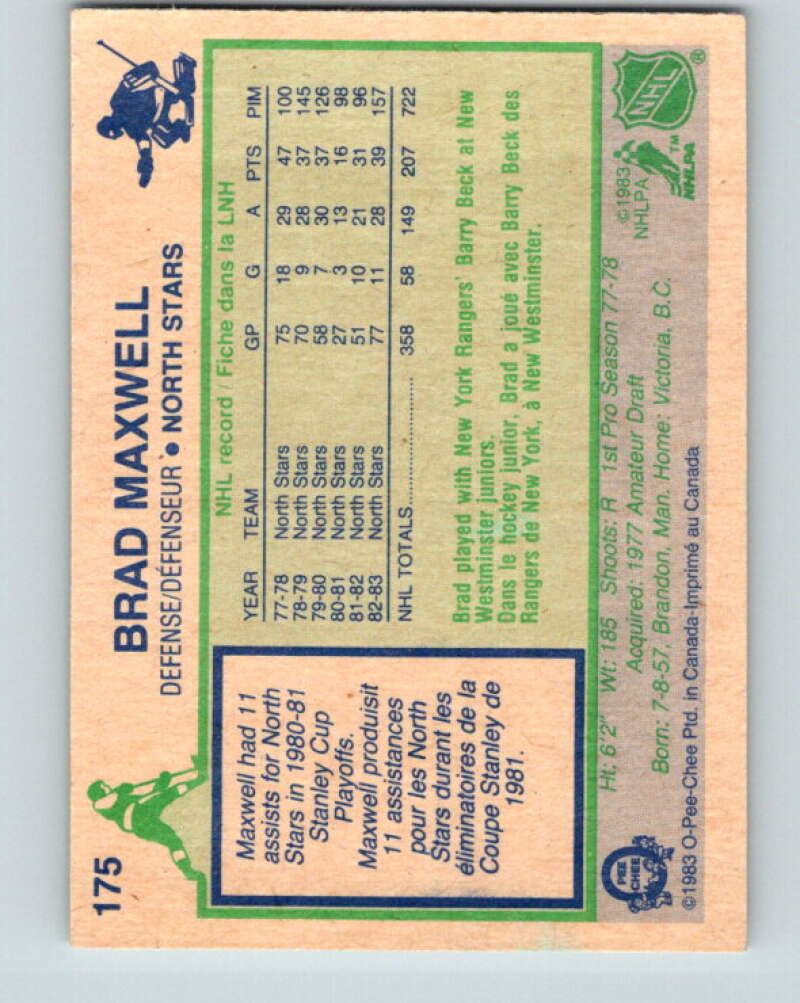 175
BRAD MAXWELL
DEFENSE/DÉFENSEUR • NORTH STARS
Maxwell had 11
assists for North
Stars in 1980-81
Stanley Cup
Playoffs.
Maxwell produisit
11 assistances
pour les North
Stars durant les
éliminatoires de la
Coupe Stanley de
1981.
NHL record / Fiche dans la LNH
YEAR TEAM GP G A PTS PIM
77-78 North Stars 75 18 29 47 100
78-79 North Stars 70 9 28 37 145
79-80 North Stars 58 7 30 37 126
80-81 North Stars 27 3 13 16 98
81-82 North Stars 51 10 21 31 96
82-83 North Stars 77 11 28 39 157
NHL TOTALS.................... 358 58 149 207 722
Brad played with New York Rangers' Barry Beck at New
Westminster juniors.
Dans le hockey junior, Brad a joué avec Barry Beck des
Rangers de New York, à New Westminster.
Ht: 6'2" Wt: 185 Shoots: R 1st Pro Season 77-78
Acquired: 1977 Amateur Draft
Born: 7-8-57, Brandon, Man. Home: Victoria, B.C.
©1983 O-Pee-Chee Ptd. in Canada-Imprimé au Canada
O PEE CHEE
©1983
NHLPA
NHL
®
NHLPA
TM